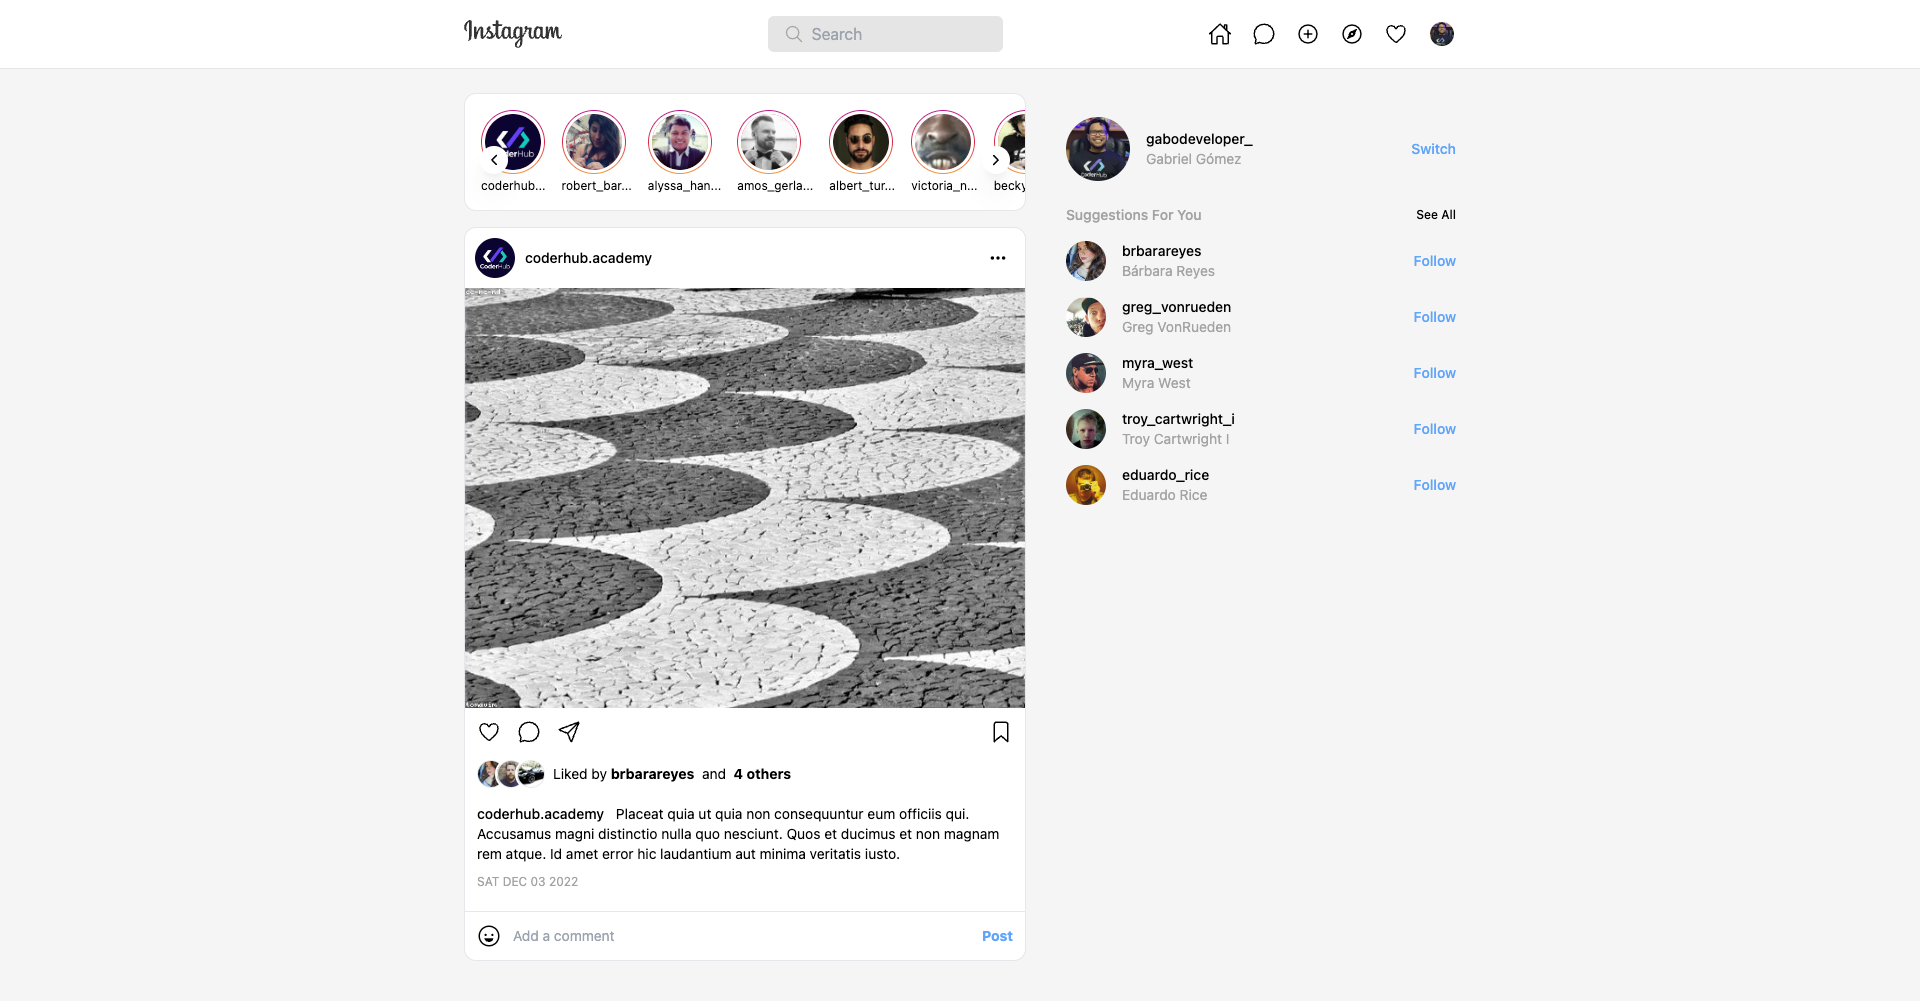 Instagram
Search
coderhub...
robert_bar...
alyssa_han...
amos_gerla...
albert_tur...
victoria_n...
becky
gabodeveloper_
Gabriel Gómez
Switch
Suggestions For You
See All
brbarareyes
Bárbara Reyes
Follow
greg_vonrueden
Greg VonRueden
Follow
myra_west
Myra West
Follow
troy_cartwright_i
Troy Cartwright I
Follow
eduardo_rice
Eduardo Rice
Follow
CoderHub
coderhub.academy
Liked by brbarareyes and 4 others
coderhub.academy Placeat quia ut quia non consequuntur eum officiis qui.
Accusamus magni distinctio nulla quo nesciunt. Quos et ducimus et non magnam
rem atque. Id amet error hic laudantium aut minima veritatis iusto.
SAT DEC 03 2022
Add a comment
Post